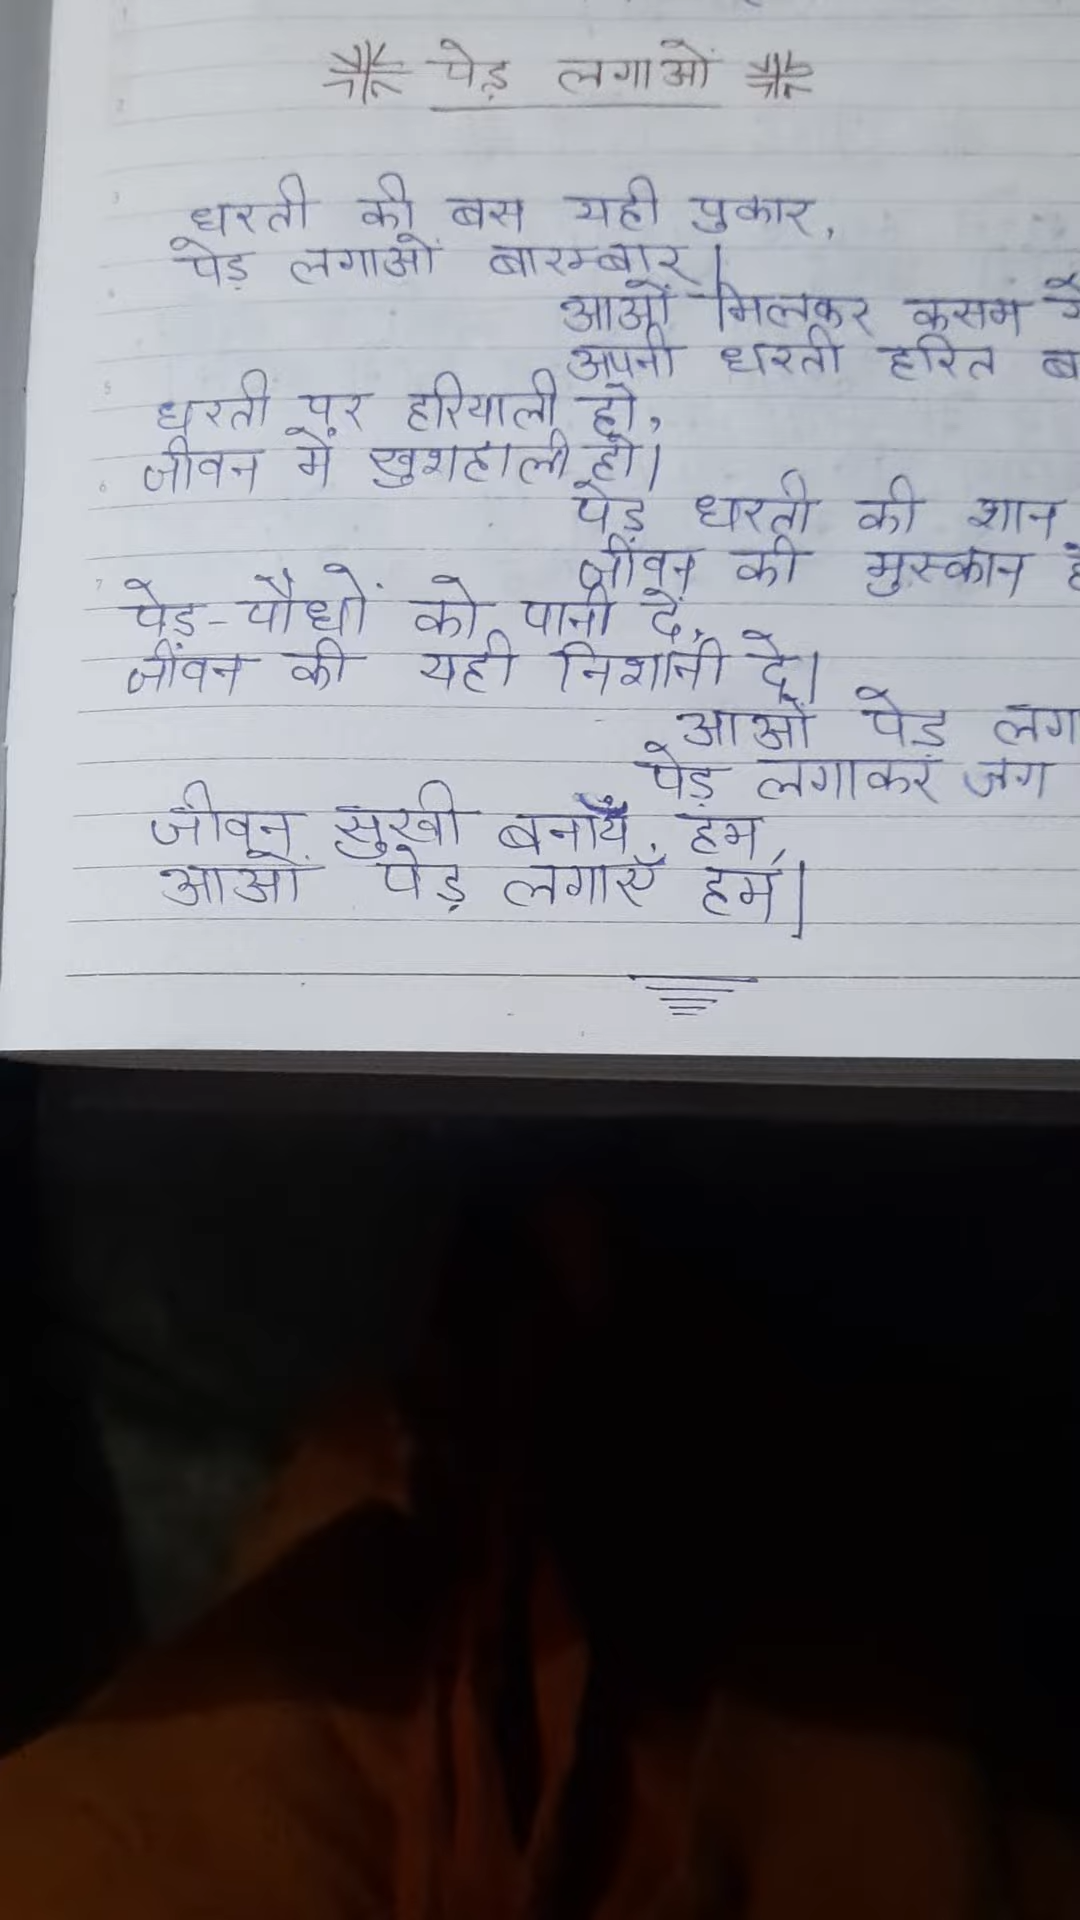 पेड़ लगाओं
धरती की बस यही पुकार,
पेड़ लगाओं बारम्बार।
आओं मिलकर कसम
अपनी धरती हरित
धरती पर हरियाली हो,
जीवन में खुशहाली हो।
पेड़ धरती की शान
जीवन की मुस्कान
पेड़-पौधों को पानी दें,
जीवन की यही निशानी दे।
आओं पेड़
पेड़ लगाकर जग
जीवन सुखी बनायें हम,
आओं पेड़ लगाएँ हम।